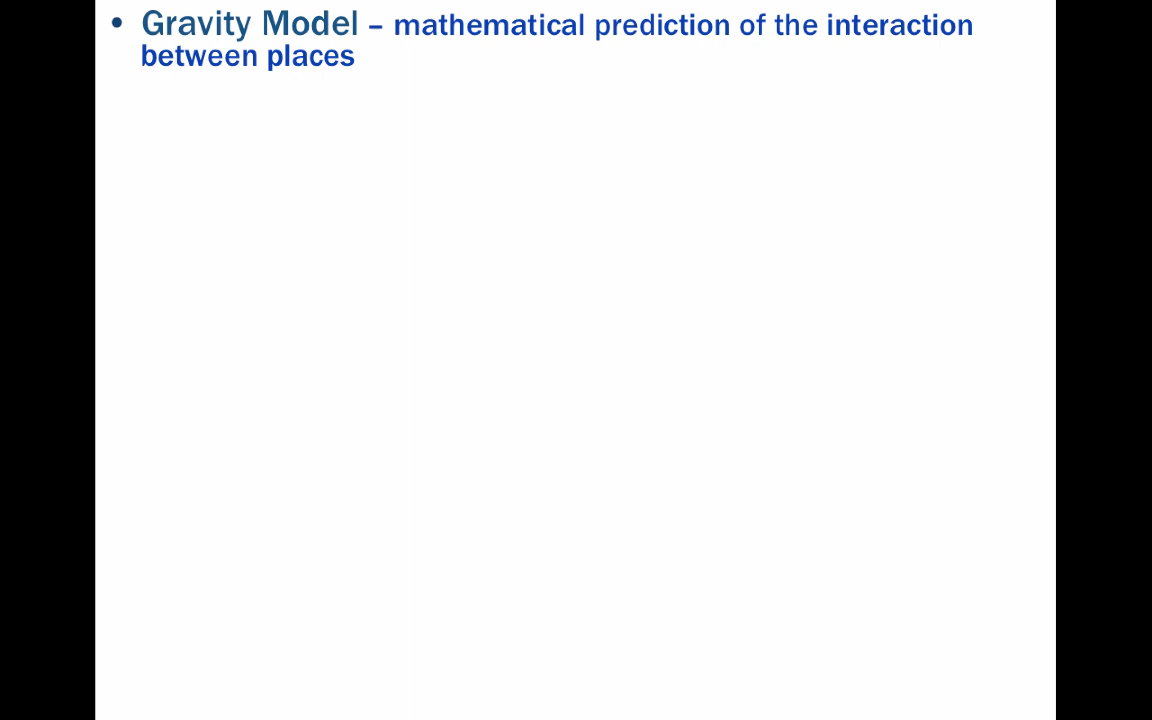 • Gravity Model – mathematical prediction of the interaction
between places